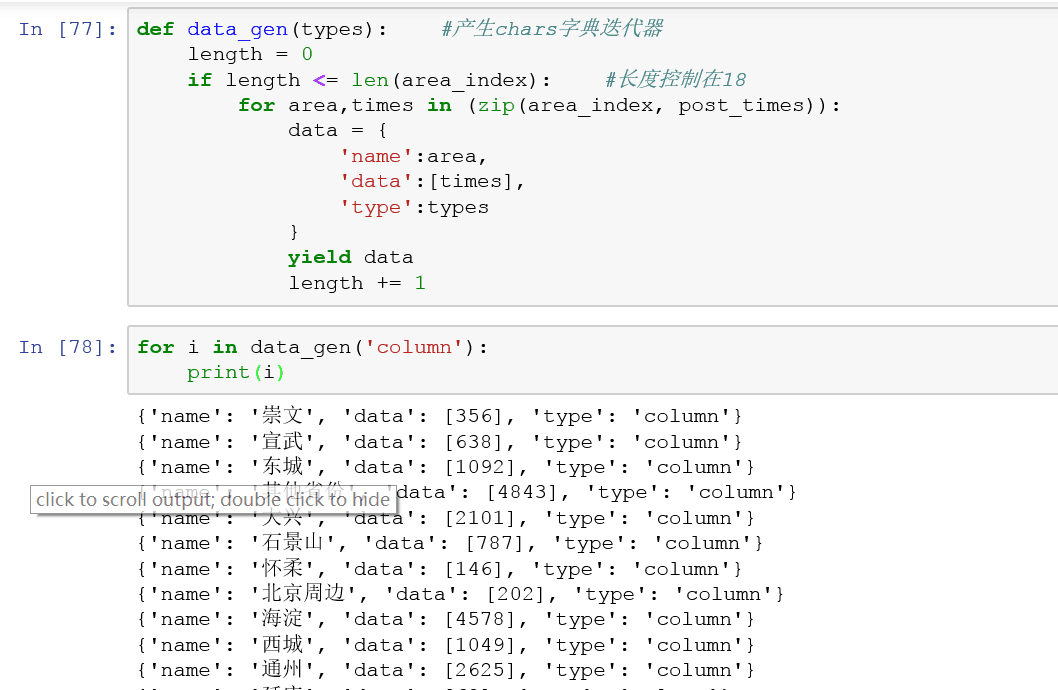 In [77]: def data_gen(types):    #产生chars字典迭代器
    length = 0
    if length <= len(area_index):    #长度控制在18
        for area,times in (zip(area_index, post_times)):
            data = {
                'name':area,
                'data':[times],
                'type':types
            }
            yield data
            length += 1
In [78]: for i in data_gen('column'):
    print(i)
{'name': '崇文', 'data': [356], 'type': 'column'}
{'name': '宣武', 'data': [638], 'type': 'column'}
{'name': '东城', 'data': [1092], 'type': 'column'}
{'name': '其他省份', 'data': [4843], 'type': 'column'}
click to scroll output; double click to hide
{'name': '大兴', 'data': [2101], 'type': 'column'}
{'name': '石景山', 'data': [787], 'type': 'column'}
{'name': '怀柔', 'data': [146], 'type': 'column'}
{'name': '北京周边', 'data': [202], 'type': 'column'}
{'name': '海淀', 'data': [4578], 'type': 'column'}
{'name': '西城', 'data': [1049], 'type': 'column'}
{'name': '通州', 'data': [2625], 'type': 'column'}